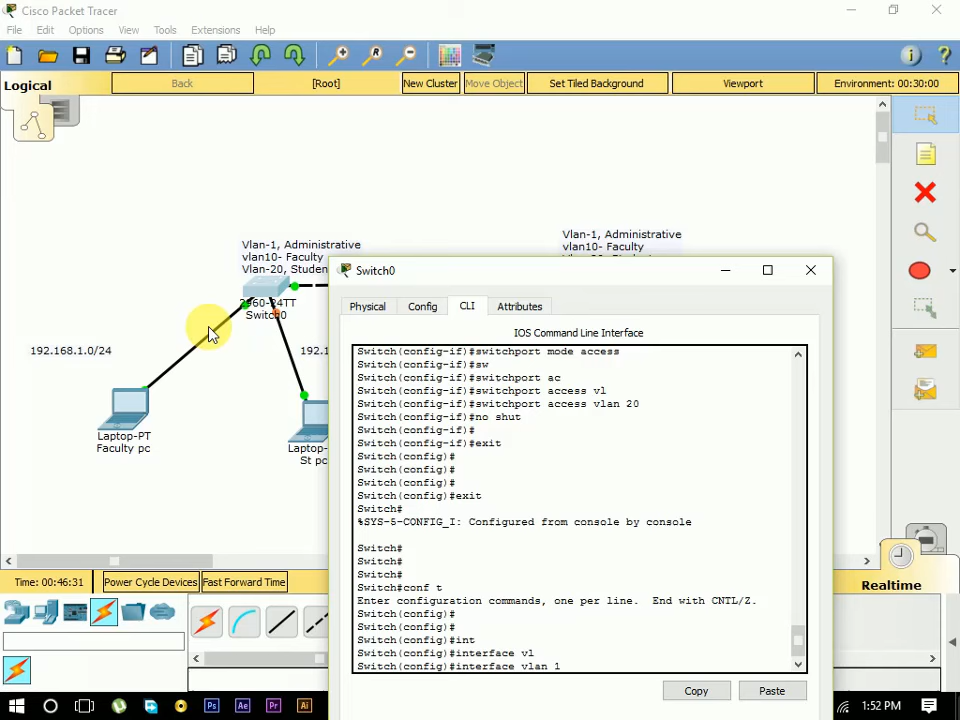 Cisco Packet Tracer
File Edit Options View Tools Extensions Help
Logical
Back
[Root]
New Cluster
Move Object
Set Tiled Background
Viewport
Environment: 00:30:00
Vlan-1, Administrative
vlan10- Faculty
Vlan-20, Studen
2960-24TT
Switch0
192.168.1.0/24
192.1
Laptop-PT
Faculty pc
Laptop-
St pc
Vlan-1, Administrative
vlan10- Faculty
Switch0
Physical
Config
CLI
Attributes
IOS Command Line Interface
Switch(config-if)#switchport mode access
Switch(config-if)#sw
Switch(config-if)#switchport ac
Switch(config-if)#switchport access vl
Switch(config-if)#switchport access vlan 20
Switch(config-if)#no shut
Switch(config-if)#
Switch(config-if)#exit
Switch(config)#
Switch(config)#
Switch(config)#
Switch(config)#exit
Switch#
%SYS-5-CONFIG_I: Configured from console by console
Switch#
Switch#
Switch#
Switch#conf t
Enter configuration commands, one per line.  End with CNTL/Z.
Switch(config)#
Switch(config)#
Switch(config)#int
Switch(config)#interface vl
Switch(config)#interface vlan 1
Copy
Paste
Time: 00:46:31
Power Cycle Devices
Fast Forward Time
Realtime
1:52 PM